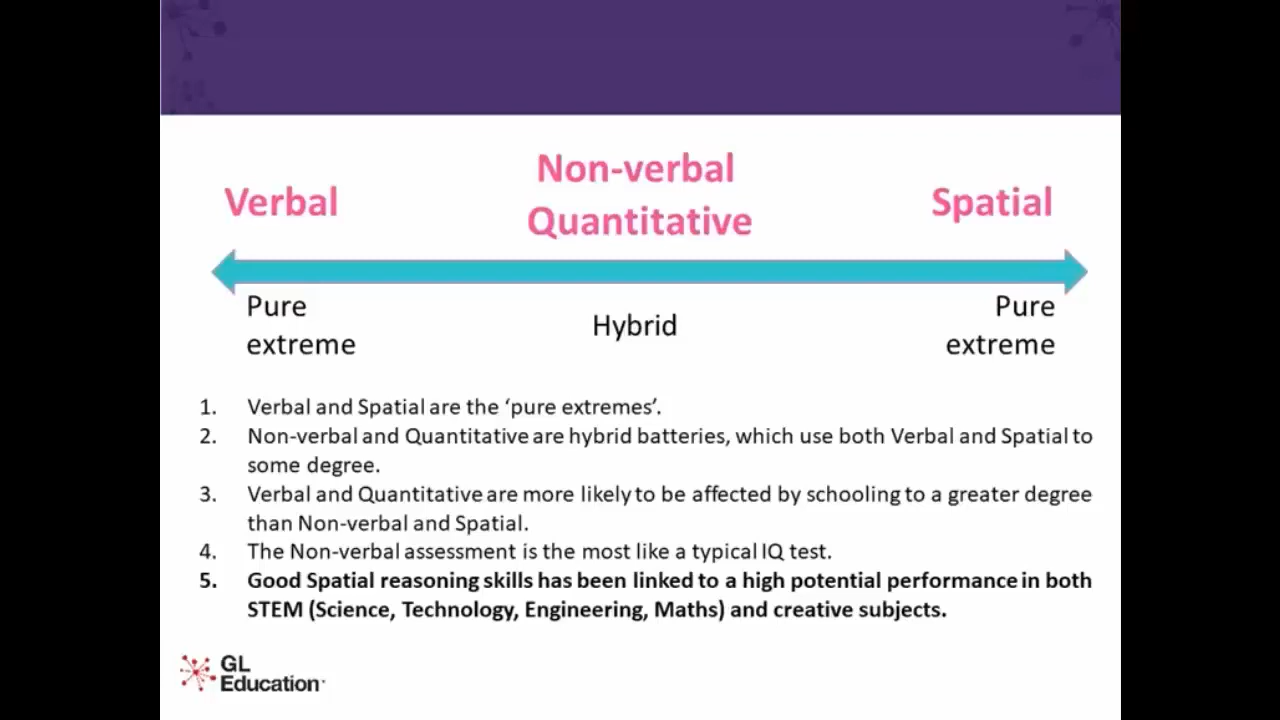 Non-verbal
Verbal
Quantitative
Spatial
Pure
extreme
Hybrid
Pure
extreme
1. Verbal and Spatial are the ‘pure extremes’.
2. Non-verbal and Quantitative are hybrid batteries, which use both Verbal and Spatial to
some degree.
3. Verbal and Quantitative are more likely to be affected by schooling to a greater degree
than Non-verbal and Spatial.
4. The Non-verbal assessment is the most like a typical IQ test.
5. Good Spatial reasoning skills has been linked to a high potential performance in both
STEM (Science, Technology, Engineering, Maths) and creative subjects.
GL
Education